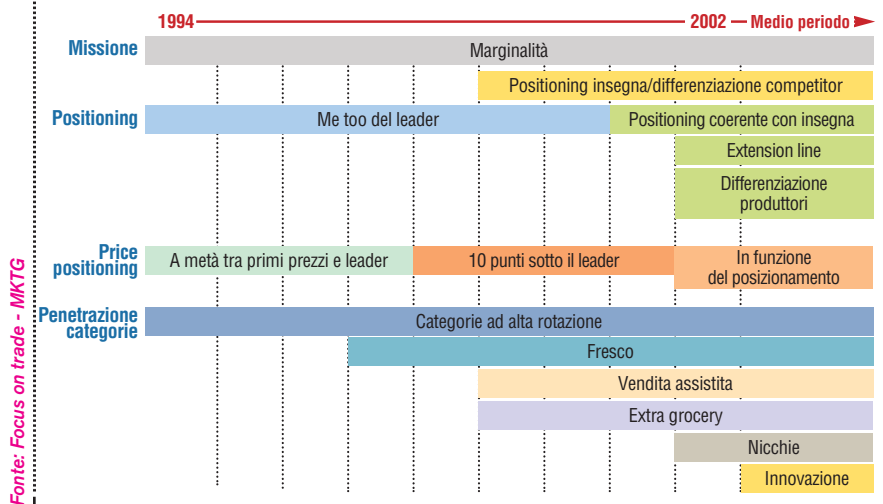 1994 2002 Medio periodo
Missione Marginalità
Positioning insegna/differenziazione competitor
Positioning Me too del leader Positioning coerente con insegna
Extension line
Differenziazione
produttori
Price
positioning
A metà tra primi prezzi e leader 10 punti sotto il leader In funzione
del posizionamento
Penetrazione
categorie
Categorie ad alta rotazione
Fresco
Vendita assistita
Extra grocery
Nicchie
Innovazione
Fonte: Focus on trade - MKTG